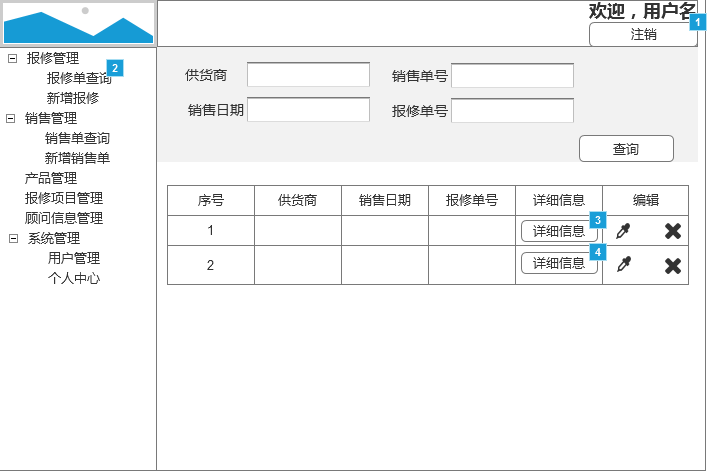 欢迎，用户名
1
注销
报修管理
报修单查询
2
新增报修
销售管理
销售单查询
新增销售单
产品管理
报修项目管理
顾问信息管理
系统管理
用户管理
个人中心
供货商
销售单号
销售日期
报修单号
查询
序号 供货商 销售日期 报修单号 详细信息 编辑
1 详细信息 3
2 详细信息 4